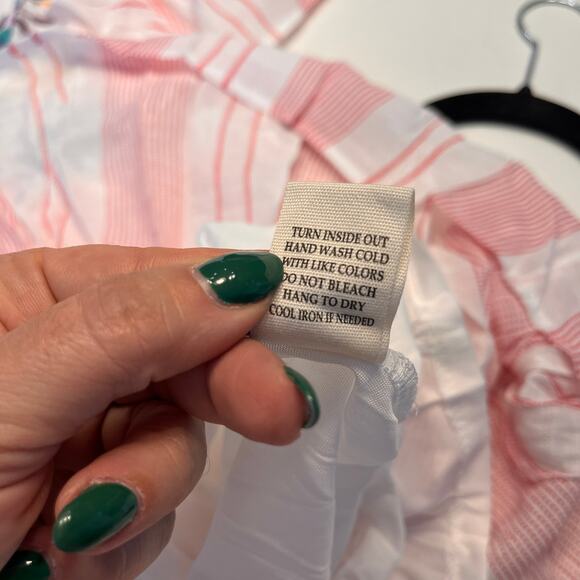 TURN INSIDE OUT
HAND WASH COLD
WITH LIKE COLORS
DO NOT BLEACH
HANG TO DRY
COOL IRON IF NEEDED